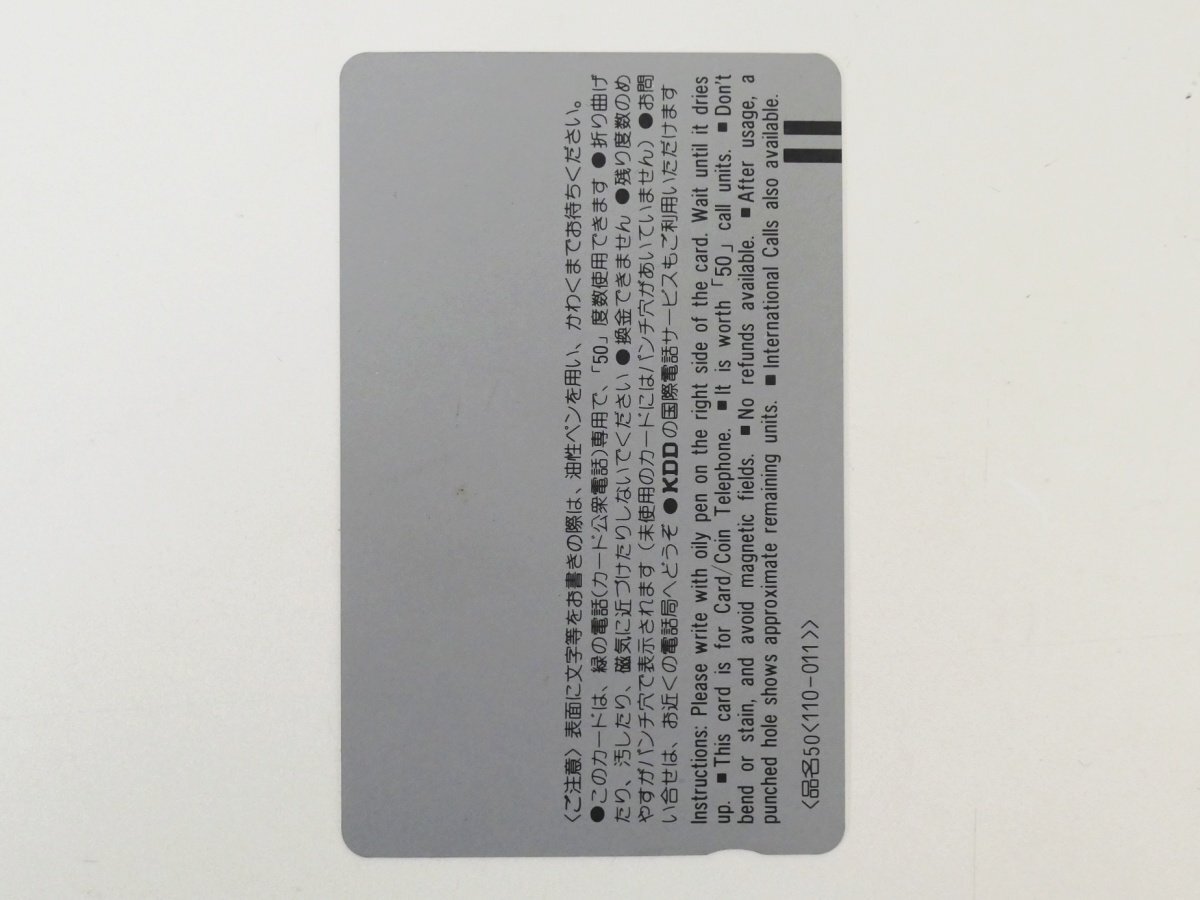 〈ご注意〉表面に文字等をお書きの際は、油性ペンを用い、かわくまでお待ちください。
●このカードは、緑の電話(カード公衆電話)専用で、「50」度数使用できます ●折り曲げ
たり、汚したり、磁気に近づけたりしないでください ●換金できません ●残り度数のめ
やすがパンチ穴で表示されます(未使用のカードにはパンチ穴があいていません) ●お問
い合せは、お近くの電話局へどうぞ ●KDDの国際電話サービスもご利用いただけます
Instructions: Please write with oily pen on the right side of the card. Wait until it dries
up. ■This card is for Card/Coin Telephone. ■It is worth「50」call units. ■Don't
bend or stain, and avoid magnetic fields. ■No refunds available. ■After usage, a
punched hole shows approximate remaining units. ■International Calls also available.
〈品名50〈110-011〉〉